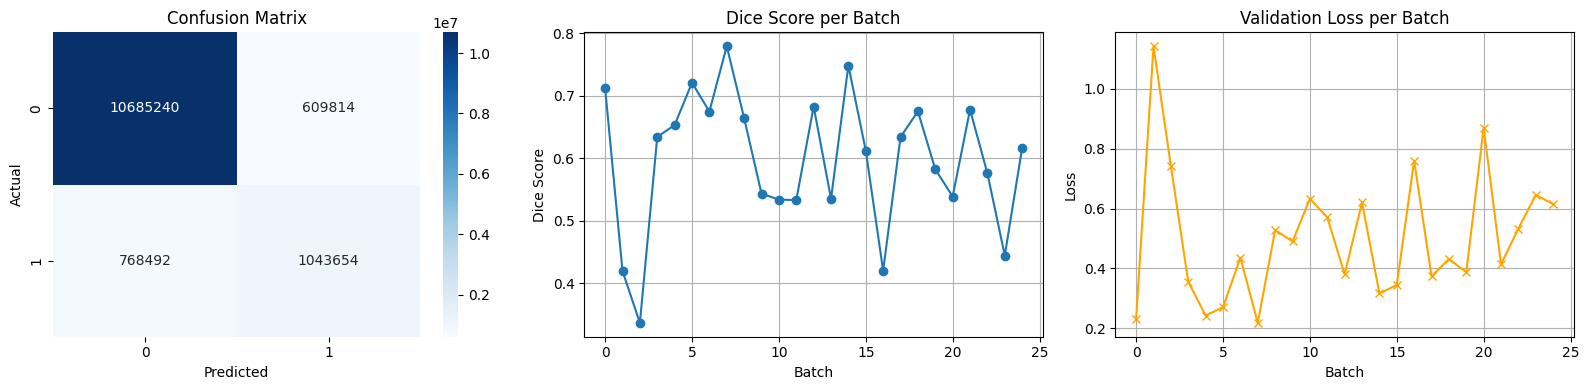 Confusion Matrix
1e7
10685240 609814
768492 1043654
0
1
Actual
0 1
Predicted
1.0
0.8
0.6
0.4
0.2
Dice Score per Batch
0.8
0.7
0.6
0.5
0.4
Dice Score
0 5 10 15 20 25
Batch
Validation Loss per Batch
1.0
0.8
0.6
0.4
0.2
Loss
0 5 10 15 20 25
Batch